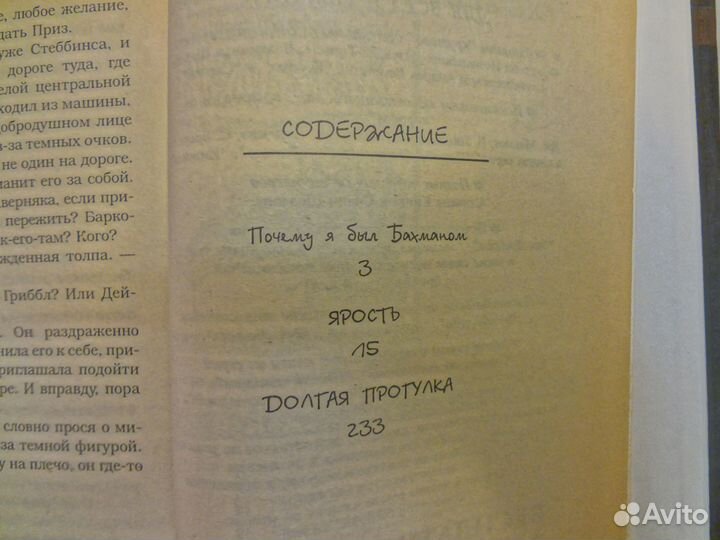 е, любое желание,
дать Приз.
уже Стеббинса, и
дороге туда, где
елой центральной
ходил из машины,
обродушном лице
з-за темных очков.
не один на дороге.
анит его за собой.
аверняка, если при-
пережить? Барко-
к-его-там? Кого?
жденная толпа. —
Гриббл? Или Дей-
. Он раздраженно
нила его к себе, при-
риглашала подойти
ре. И вправду, пора
словно прося о ми-
за темной фигурой.
у на плечо, он где-то
СОДЕРЖАНИЕ
Почему я был Бахманом
3
ЯРОСТЬ
15
ДОЛГАЯ ПРОГУЛКА
233
Avito